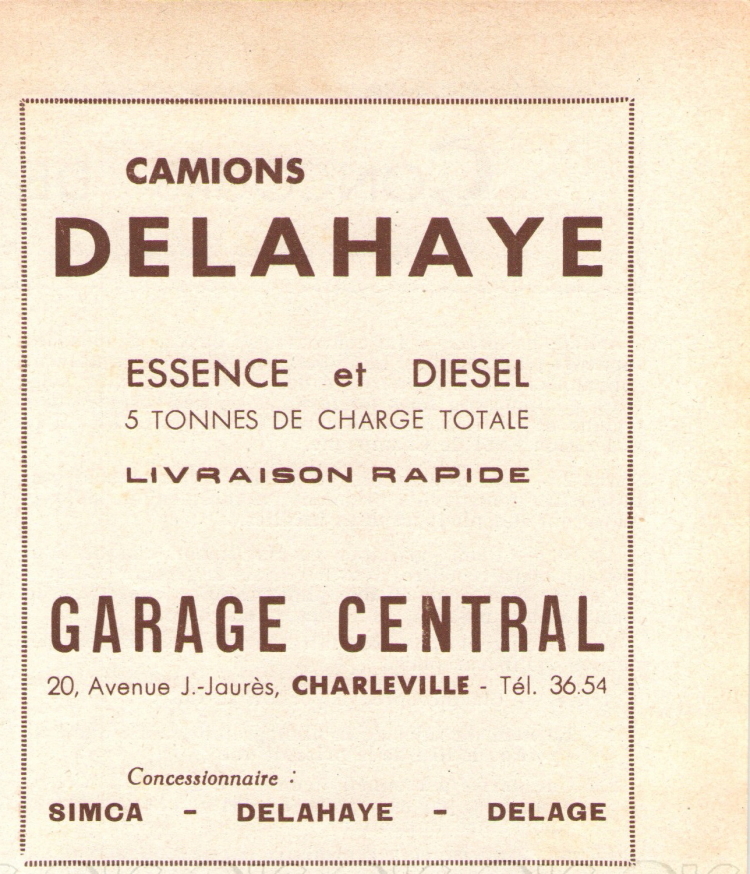 CAMIONS
DELAHAYE
ESSENCE et DIESEL
5 TONNES DE CHARGE TOTALE
LIVRAISON RAPIDE
GARAGE CENTRAL
20, Avenue J.-Jaurès, CHARLEVILLE - Tél. 36.54
Concessionnaire :
SIMCA - DELAHAYE - DELAGE